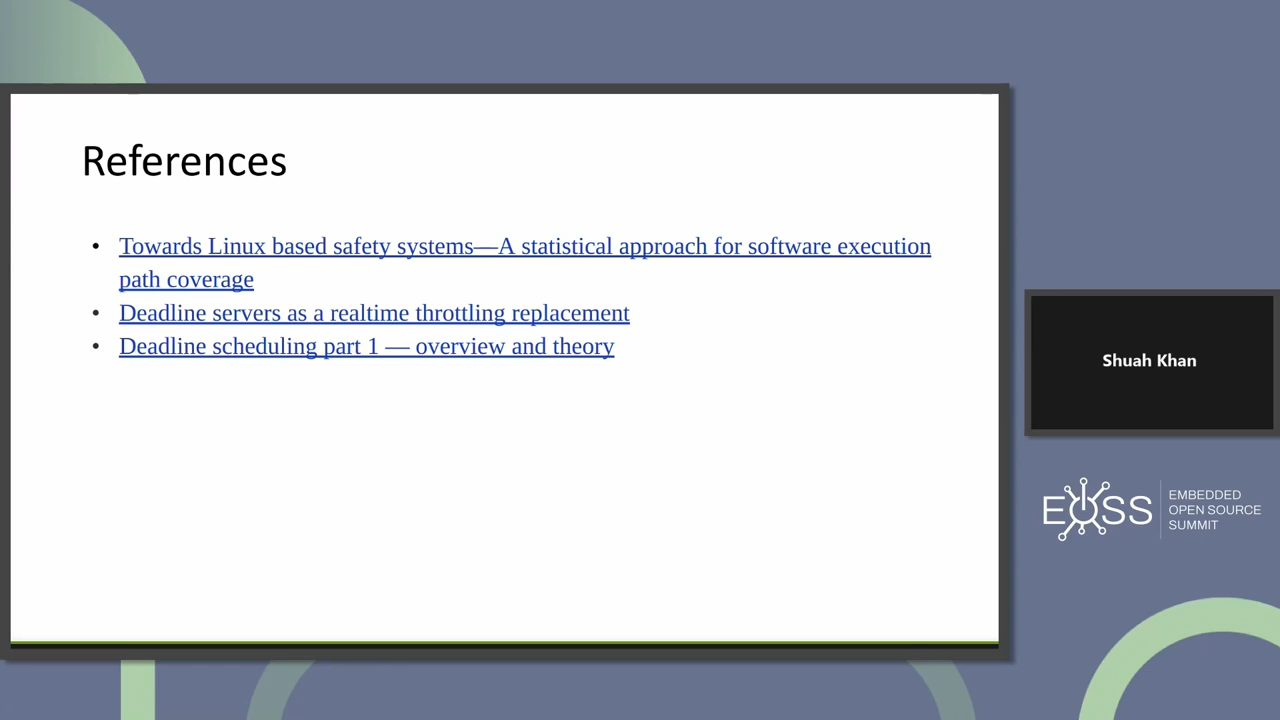 References
• Towards Linux based safety systems—A statistical approach for software execution
path coverage
• Deadline servers as a realtime throttling replacement
• Deadline scheduling part 1 — overview and theory
Shuah Khan
EOSS
EMBEDDED
OPEN SOURCE
SUMMIT